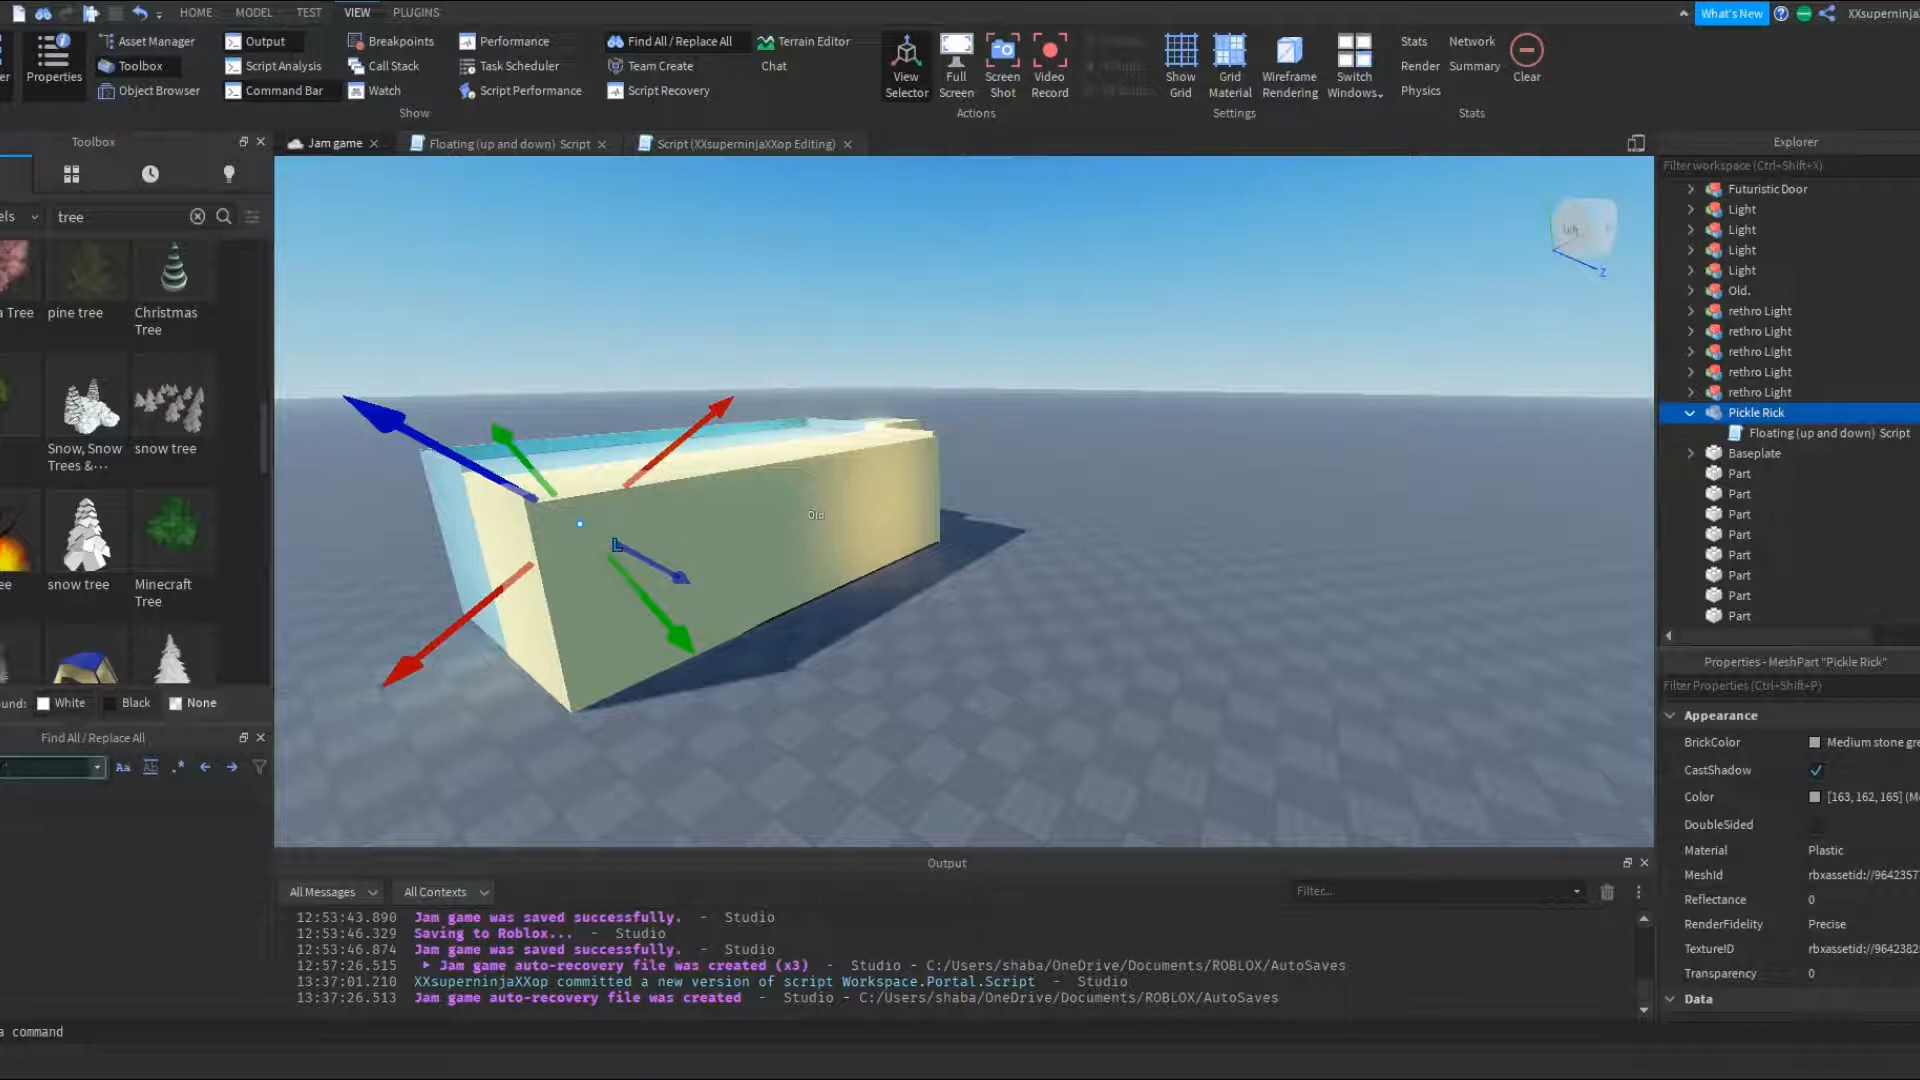 HOME MODEL TEST VIEW PLUGINS
What's New
XXsuperninja
Properties
Asset Manager
Toolbox
Object Browser
Output
Script Analysis
Command Bar
Breakpoints
Call Stack
Watch
Performance
Task Scheduler
Script Performance
Find All / Replace All
Team Create
Script Recovery
Terrain Editor
Chat
Show
View Selector
Full Screen
Screen Shot
Video Record
Actions
Show Grid
Grid Material
Wireframe Rendering
Switch Windows
Settings
Stats Network
Render Summary
Physics
Clear
Stats
Toolbox
els
tree
a Tree
pine tree
Christmas Tree
Snow, Snow Trees &···
snow tree
ee
snow tree
Minecraft Tree
und: White Black None
Find All / Replace All
Aa Ab .*
Jam game
Floating (up and down) Script
Script (XXsuperninjaXXop Editing)
Left
Z
Old
L
Explorer
Filter workspace (Ctrl+Shift+X)
Futuristic Door
Light
Light
Light
Light
Old.
rethro Light
rethro Light
rethro Light
rethro Light
rethro Light
Pickle Rick
Floating (up and down) Script
Baseplate
Part
Part
Part
Part
Part
Part
Part
Part
Properties - MeshPart "Pickle Rick"
Filter Properties (Ctrl+Shift+P)
Appearance
BrickColor Medium stone gre
CastShadow
Color [163, 162, 165] (Me
DoubleSided
Material Plastic
MeshId rbxassetid://9642357
Reflectance 0
RenderFidelity Precise
TextureID rbxassetid://9642382
Transparency 0
Data
Output
All Messages All Contexts Filter...
12:53:43.890 Jam game was saved successfully. - Studio
12:53:46.329 Saving to Roblox... - Studio
12:53:46.874 Jam game was saved successfully. - Studio
12:57:26.515 Jam game auto-recovery file was created (x3) - Studio - C:/Users/shaba/OneDrive/Documents/ROBLOX/AutoSaves
13:37:01.210 XXsuperninjaXXop committed a new version of script Workspace.Portal.Script - Studio
13:37:26.513 Jam game auto-recovery file was created - Studio - C:/Users/shaba/OneDrive/Documents/ROBLOX/AutoSaves
a command